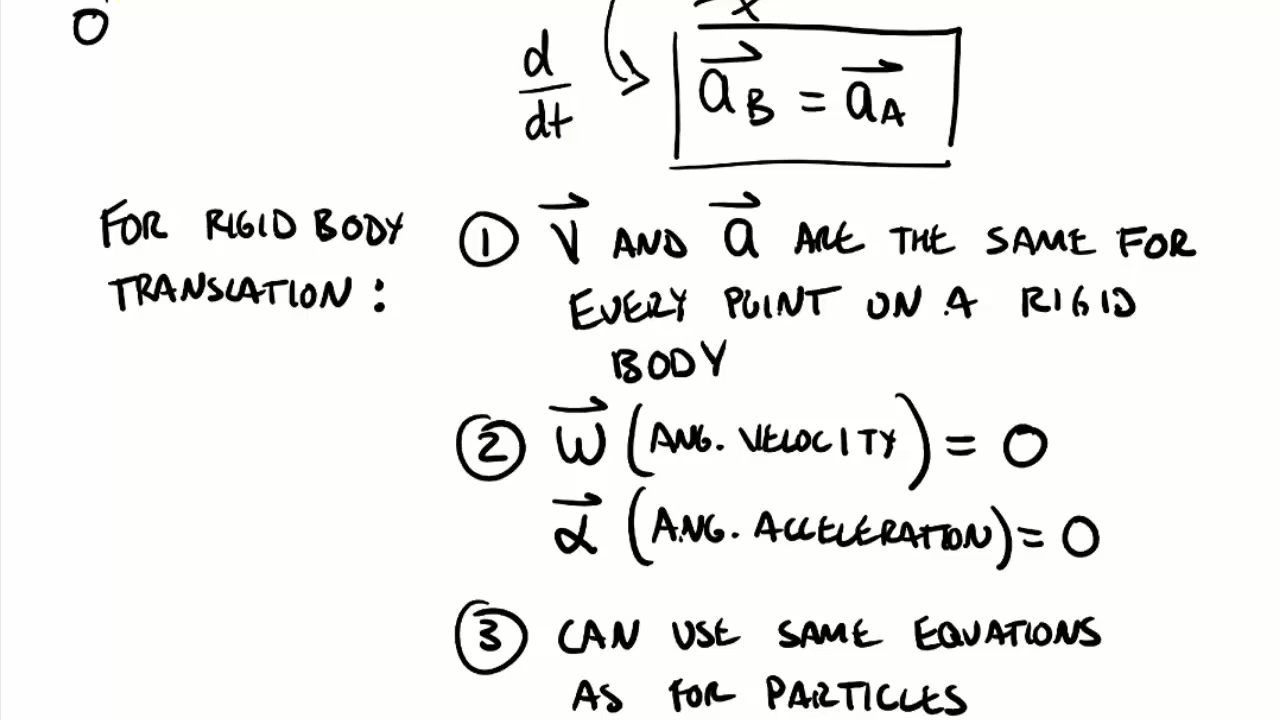 O
x
d/dt
a⃗B = a⃗A
FOR RIGID BODY
TRANSLATION:
① v⃗ AND a⃗ ARE THE SAME FOR
EVERY POINT ON A RIGID
BODY
② ω⃗ (ANG. VELOCITY) = 0
α⃗ (ANG. ACCELERATION) = 0
③ CAN USE SAME EQUATIONS
AS FOR PARTICLES